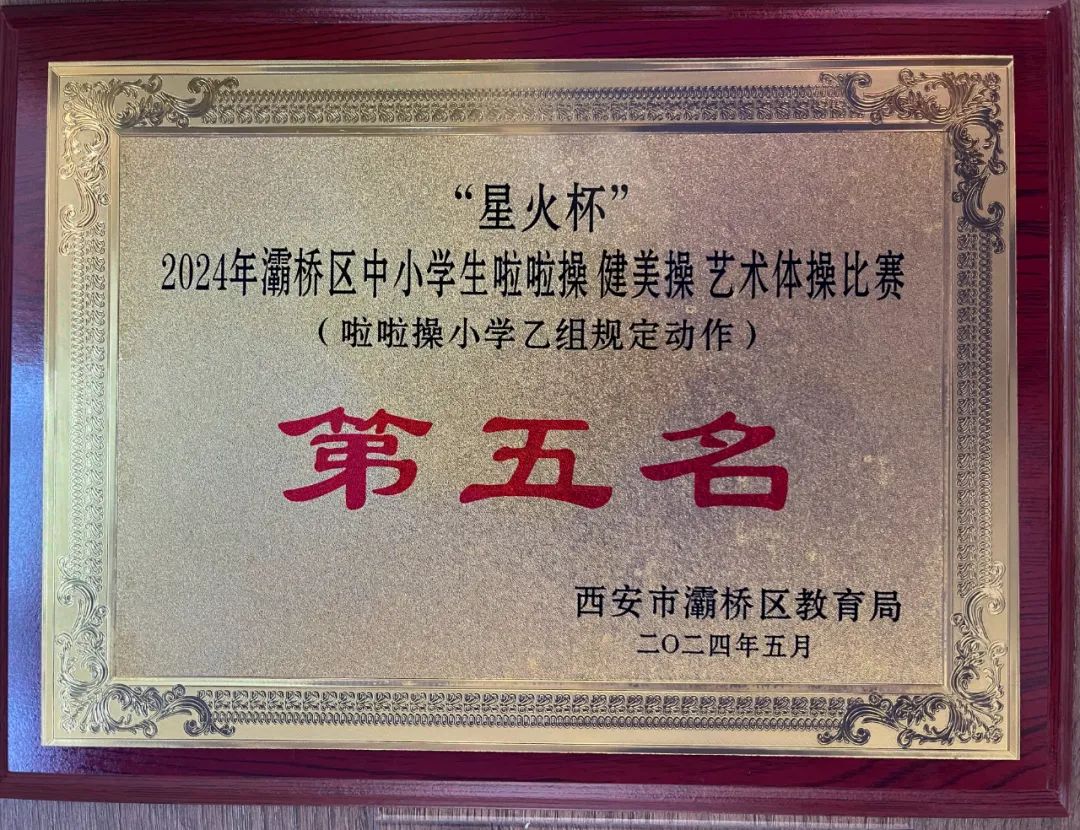 “星火杯”
2024年灞桥区中小学生啦啦操 健美操 艺术体操比赛
（啦啦操小学乙组规定动作）
第五名
西安市灞桥区教育局
二〇二四年五月